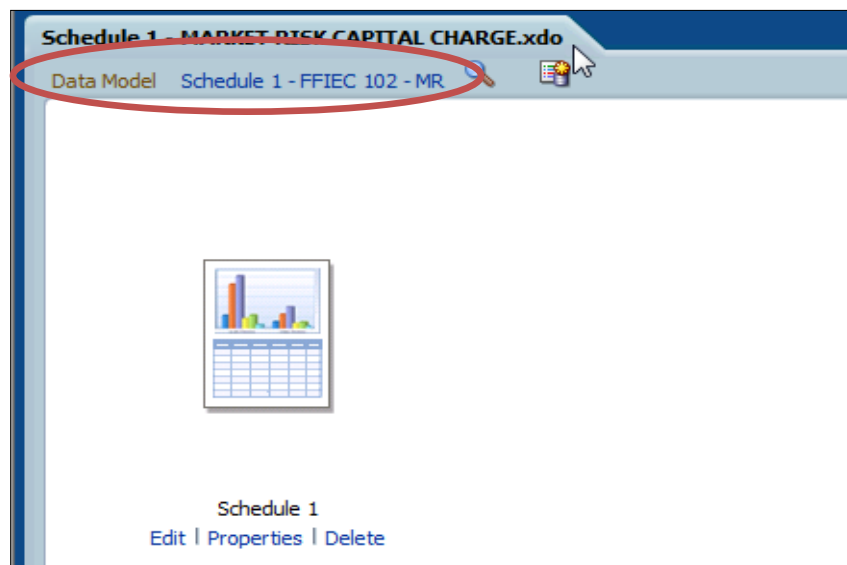 Schedule 1 - MARKET RISK CAPITAL CHARGE.xdo
Data Model Schedule 1 - FFIEC 102 - MR
Schedule 1
Edit | Properties | Delete